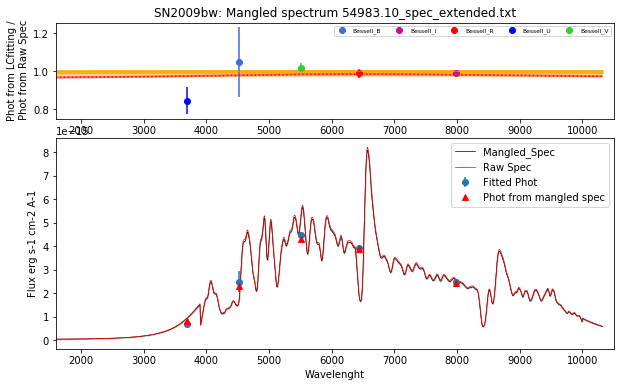 SN2009bw: Mangled spectrum 54983.10_spec_extended.txt
Phot from LCfitting /
Phot from Raw Spec
1.2
1.0
0.8
Bessell_B Bessell_I Bessell_R Bessell_U Bessell_V
2000 3000 4000 5000 6000 7000 8000 9000 10000
Flux erg s-1 cm-2 A-1
8
7
6
5
4
3
2
1
0
Mangled_Spec
Raw Spec
Fitted Phot
Phot from mangled spec
2000 3000 4000 5000 6000 7000 8000 9000 10000
Wavelenght